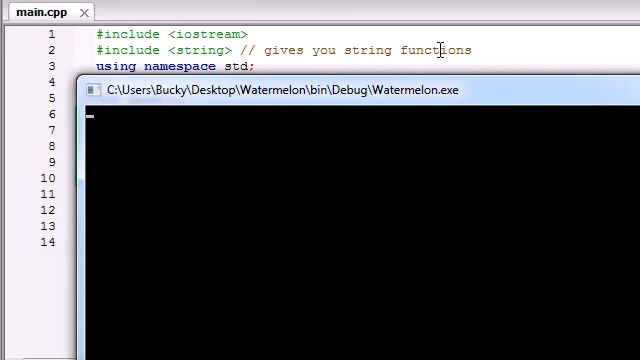 main.cpp
1 #include <iostream>
2 #include <string> // gives you string functions
3 using namespace std;
4
5
C:\Users\Bucky\Desktop\Watermelon\bin\Debug\Watermelon.exe
6
7
8
9
10
11
12
13
14